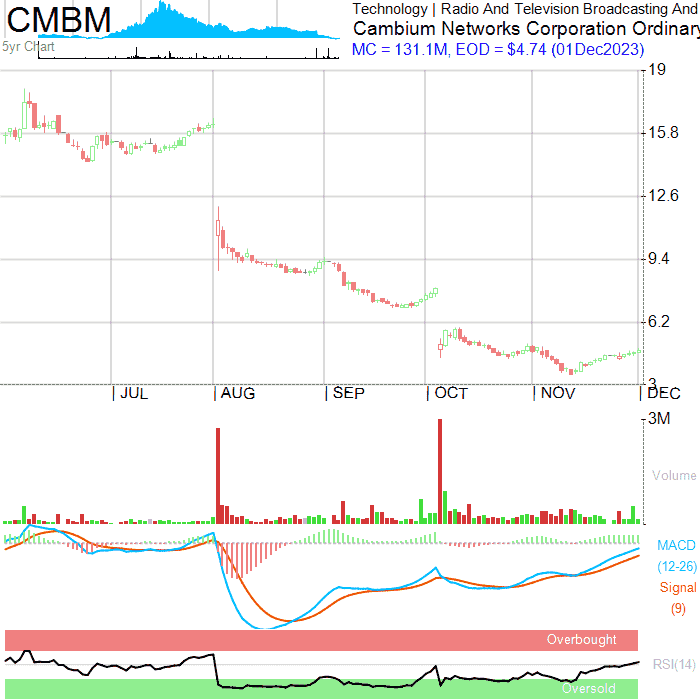 CMBM
Technology | Radio And Television Broadcasting And
Cambium Networks Corporation Ordinary
5yr Chart
MC = 131.1M, EOD = $4.74 (01Dec2023)
19
15.8
12.6
9.4
6.2
3
JUL
AUG
SEP
OCT
NOV
DEC
3M
Volume
MACD
(12-26)
Signal
(9)
Overbought
RSI(14)
Oversold